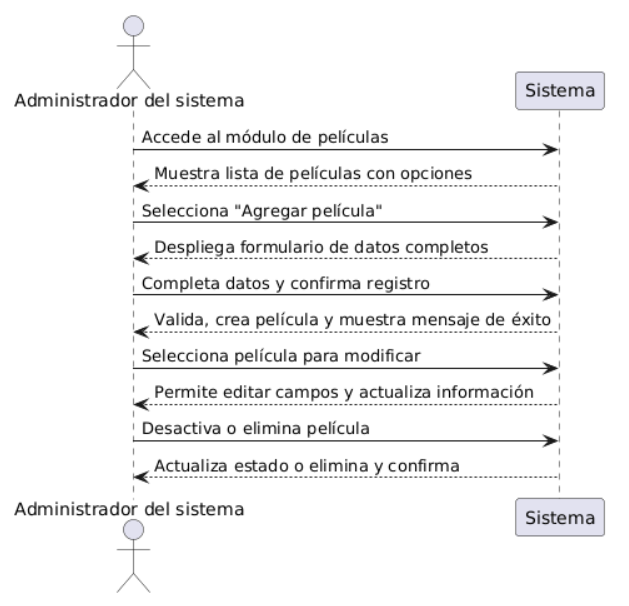 Administrador del sistema
Sistema
Accede al módulo de películas
Muestra lista de películas con opciones
Selecciona "Agregar película"
Despliega formulario de datos completos
Completa datos y confirma registro
Valida, crea película y muestra mensaje de éxito
Selecciona película para modificar
Permite editar campos y actualiza información
Desactiva o elimina película
Actualiza estado o elimina y confirma
Administrador del sistema
Sistema